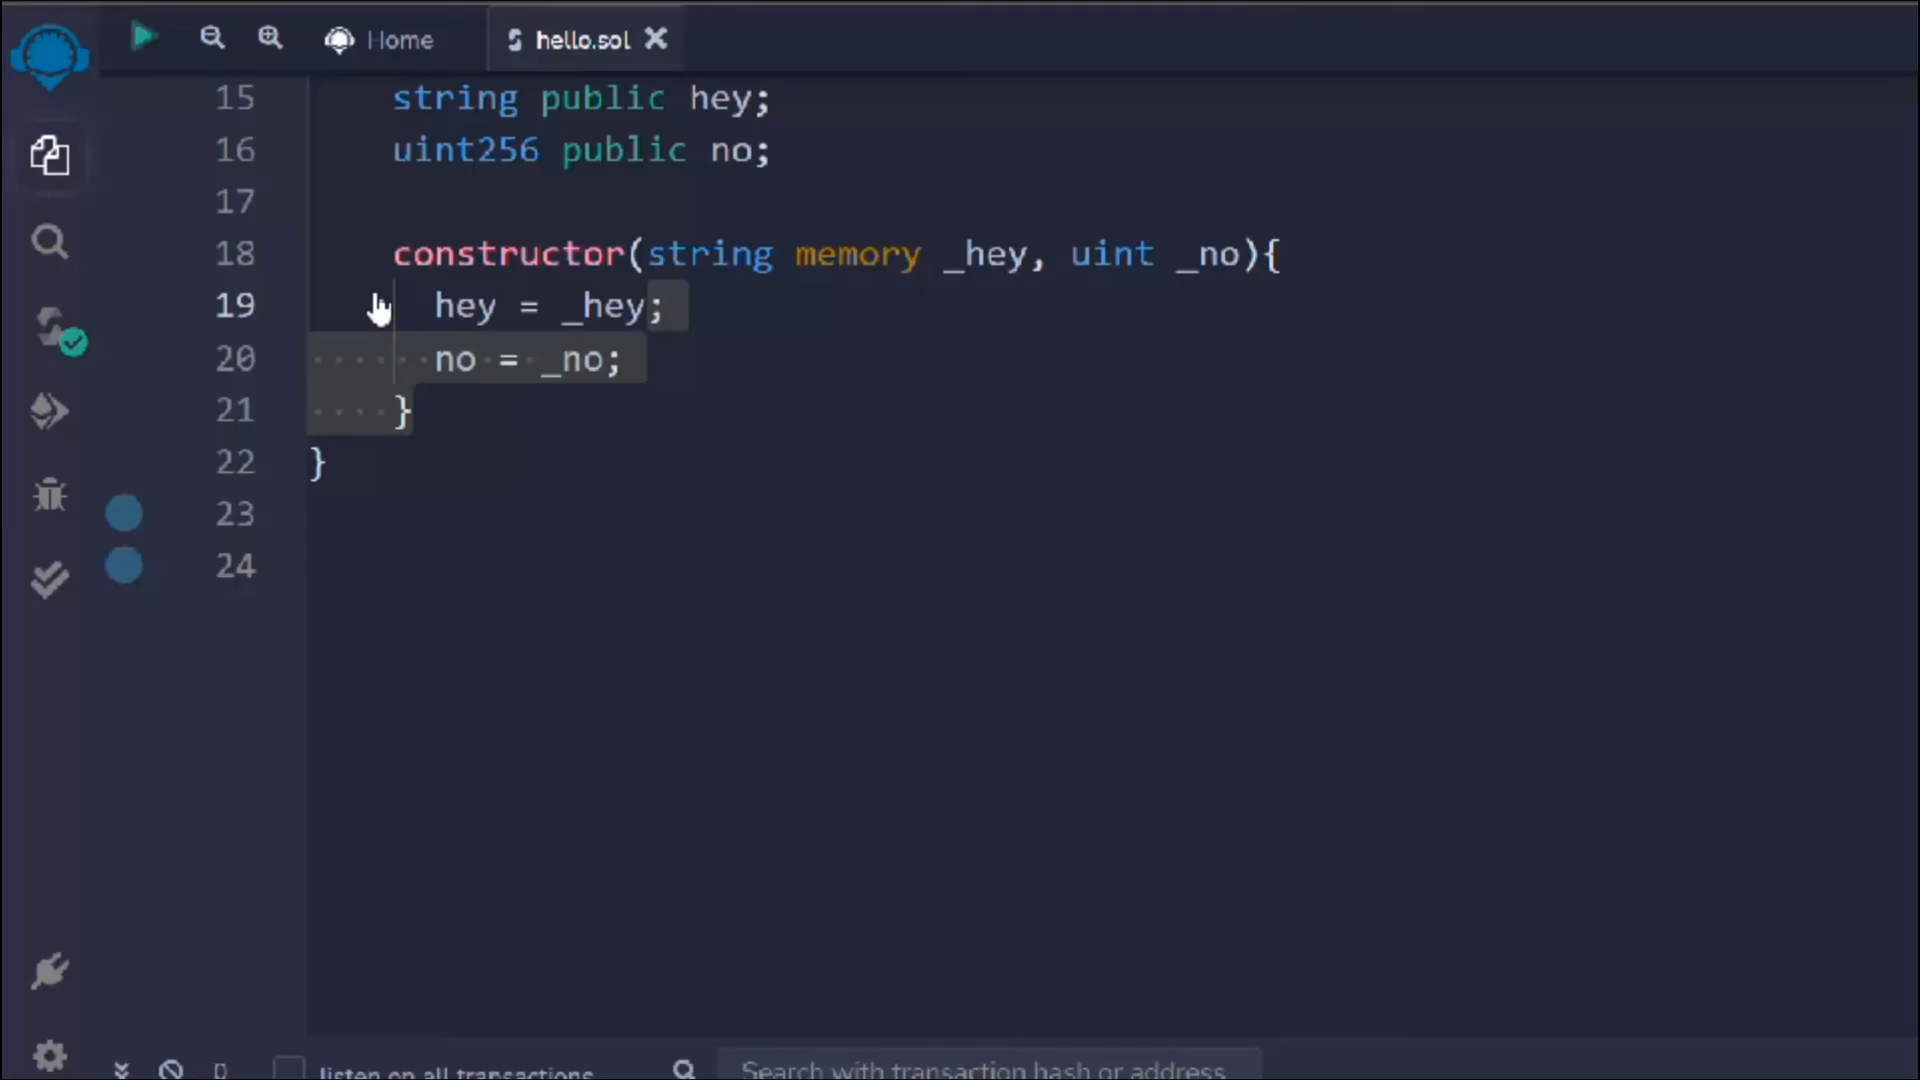 Home
hello.sol
15 string public hey;
16 uint256 public no;
17
18 constructor(string memory _hey, uint _no){
19 hey = _hey;
20 no = _no;
21 }
22 }
23
24
0
listen on all transactions
Search with transaction hash or address